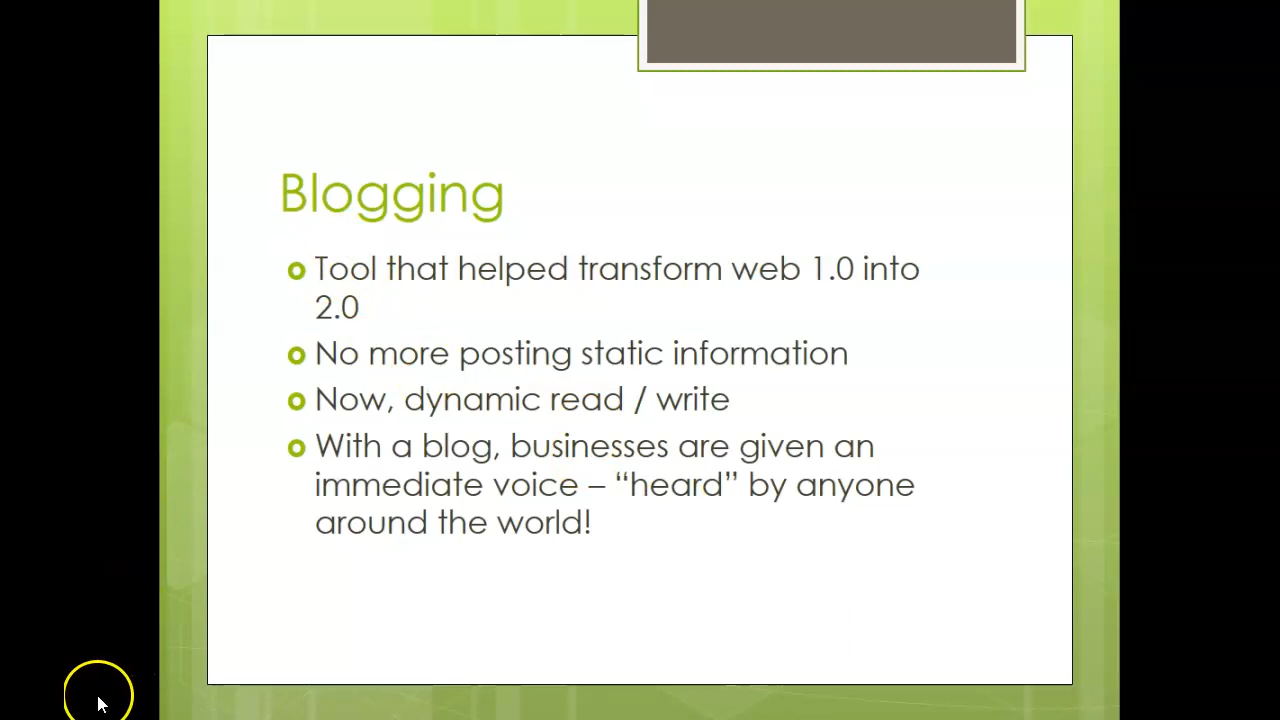 Blogging
Tool that helped transform web 1.0 into
2.0
No more posting static information
Now, dynamic read / write
With a blog, businesses are given an
immediate voice – “heard” by anyone
around the world!